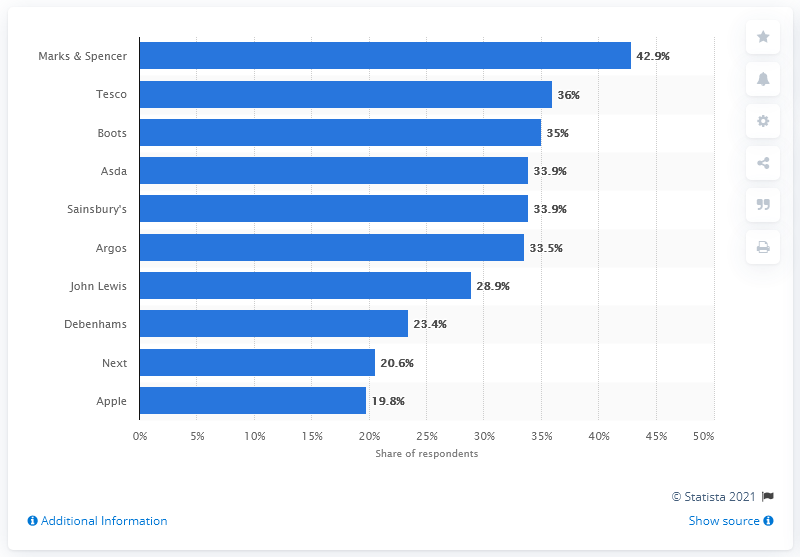 Marks & Spencer 42.9%
Tesco 36%
Boots 35%
Asda 33.9%
Sainsbury's 33.9%
Argos 33.5%
John Lewis 28.9%
Debenhams 23.4%
Next 20.6%
Apple 19.8%
0% 5% 10% 15% 20% 25% 30% 35% 40% 45% 50%
Share of respondents
© Statista 2021
Additional Information Show source